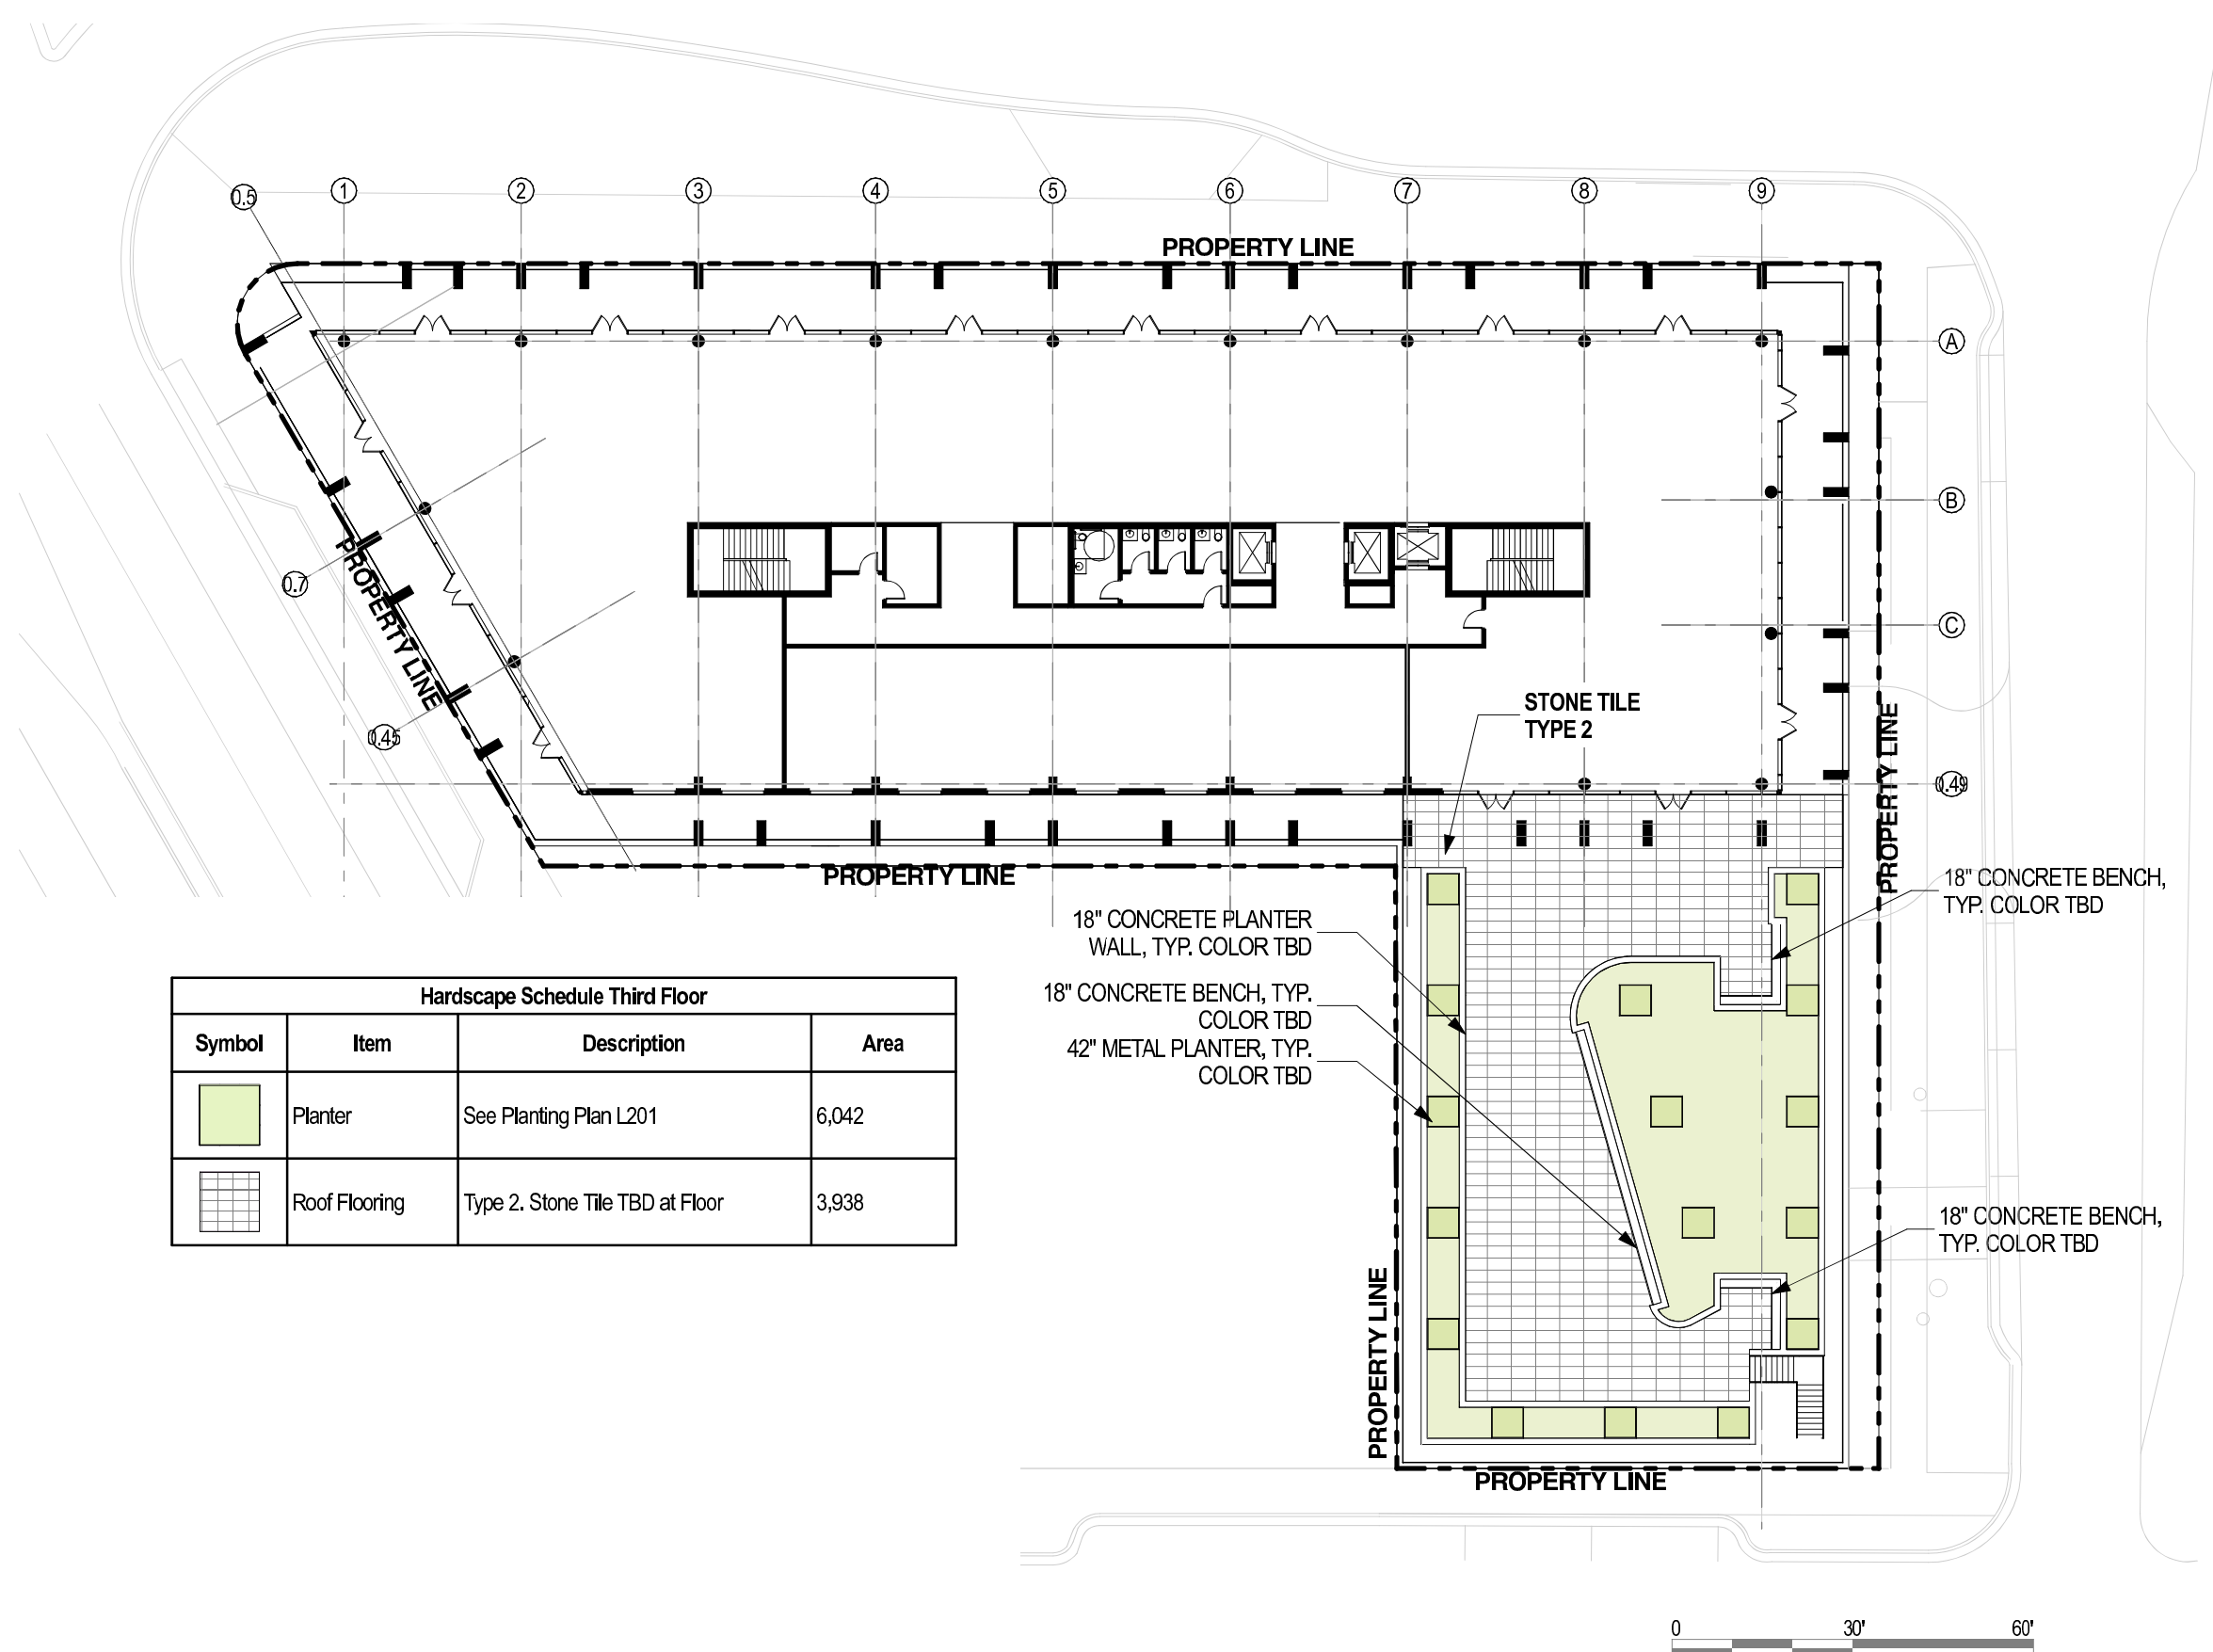 0.5
1
2
3
4
5
6
7
8
9
PROPERTY LINE
A
B
C
0.7
PROPERTY LINE
0.45
STONE TILE
TYPE 2
0.49
PROPERTY LINE
PROPERTY LINE
18" CONCRETE BENCH,
TYP. COLOR TBD
18" CONCRETE PLANTER
WALL, TYP. COLOR TBD
18" CONCRETE BENCH, TYP.
COLOR TBD
42" METAL PLANTER, TYP.
COLOR TBD
Hardscape Schedule Third Floor
Symbol Item Description Area
Planter See Planting Plan L201 6,042
Roof Flooring Type 2. Stone Tile TBD at Floor 3,938
18" CONCRETE BENCH,
TYP. COLOR TBD
PROPERTY LINE
PROPERTY LINE
0 30' 60'